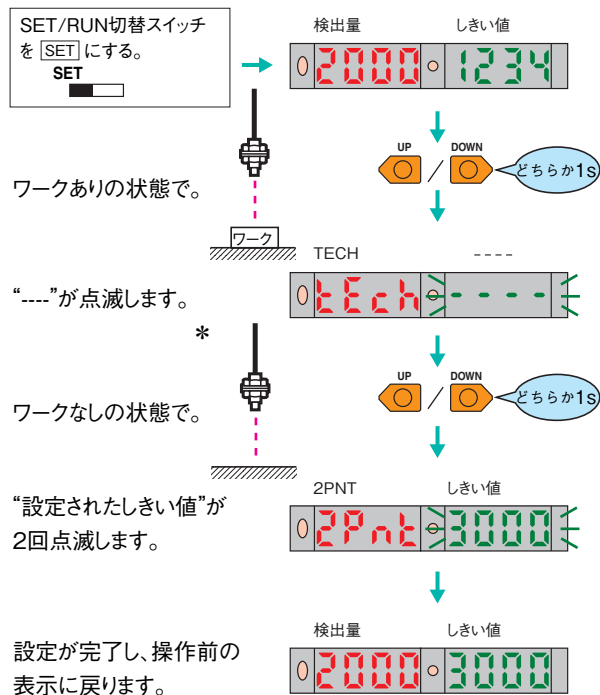 SET/RUN切替スイッチ
を SET にする。
SET
検出量 しきい値
2000 1234
UP DOWN
/ どちらか1s
ワークありの状態で。
ワーク
TECH ----
“----”が点滅します。
tEch ----
*
UP DOWN
/ どちらか1s
ワークなしの状態で。
2PNT しきい値
“設定されたしきい値”が
2Pnt 3000
2回点滅します。
検出量 しきい値
設定が完了し、操作前の
2000 3000
表示に戻ります。